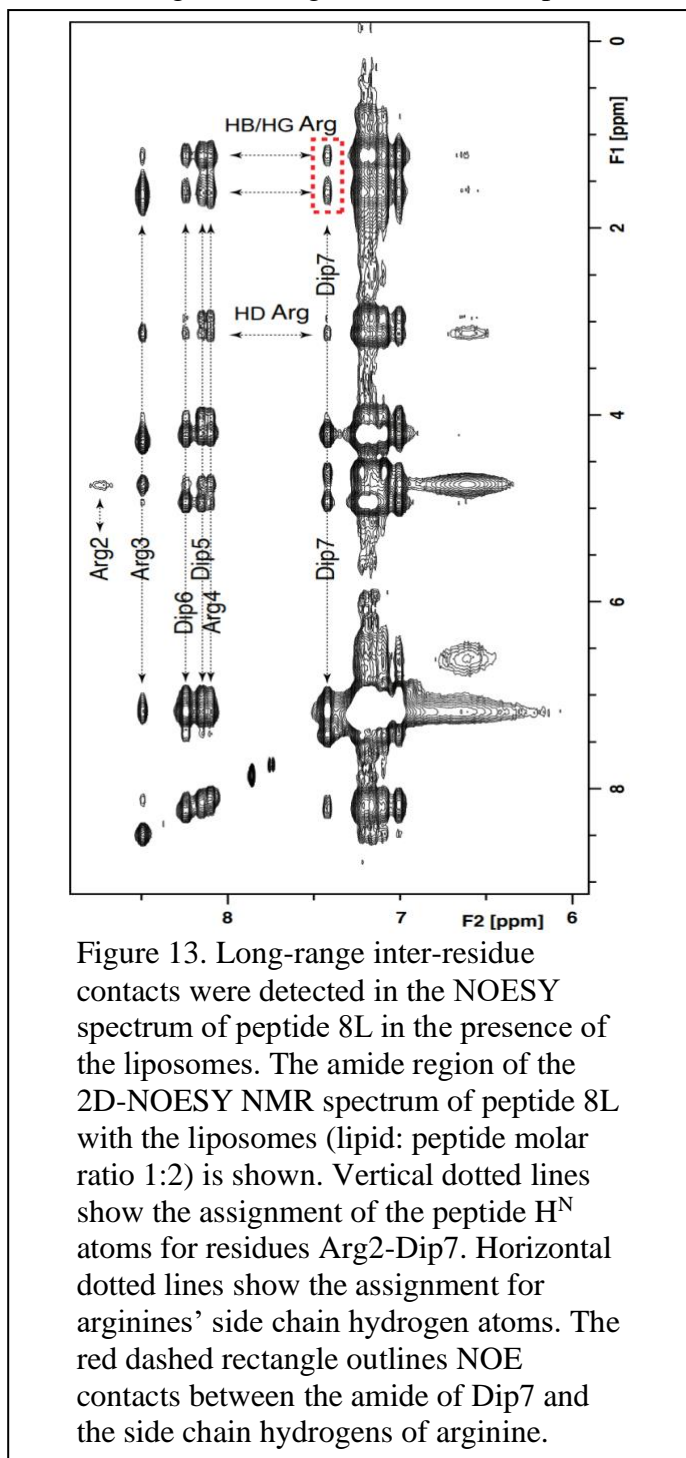 0
HB/HG Arg
F1 [ppm]
2
Dip7
HD Arg
4
Arg2
Arg3
Dip6
Dip5
Arg4
Dip7
6
8
8
7
F2 [ppm]
6
Figure 13. Long-range inter-residue
contacts were detected in the NOESY
spectrum of peptide 8L in the presence of
the liposomes. The amide region of the
2D-NOESY NMR spectrum of peptide 8L
with the liposomes (lipid: peptide molar
ratio 1:2) is shown. Vertical dotted lines
show the assignment of the peptide H^N
atoms for residues Arg2-Dip7. Horizontal
dotted lines show the assignment for
arginines’ side chain hydrogen atoms. The
red dashed rectangle outlines NOE
contacts between the amide of Dip7 and
the side chain hydrogens of arginine.